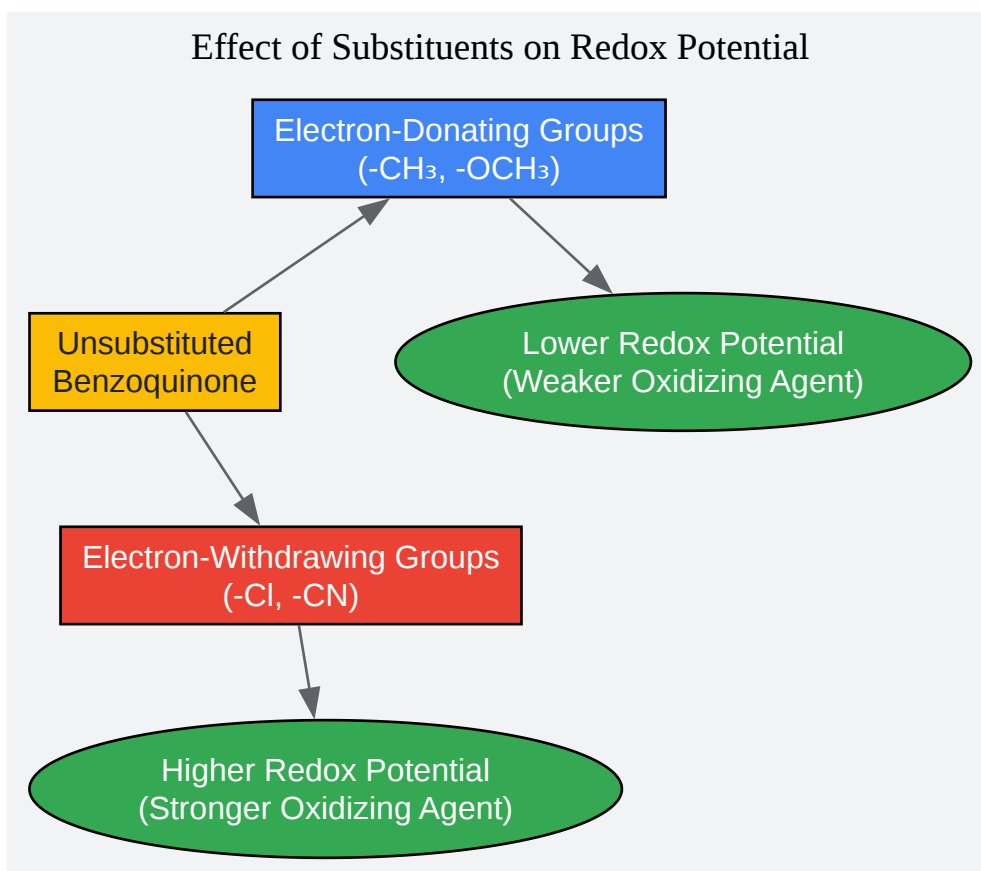 Effect of Substituents on Redox Potential
Electron-Donating Groups
(-CH₃, -OCH₃)
Unsubstituted
Benzoquinone
Lower Redox Potential
(Weaker Oxidizing Agent)
Electron-Withdrawing Groups
(-Cl, -CN)
Higher Redox Potential
(Stronger Oxidizing Agent)